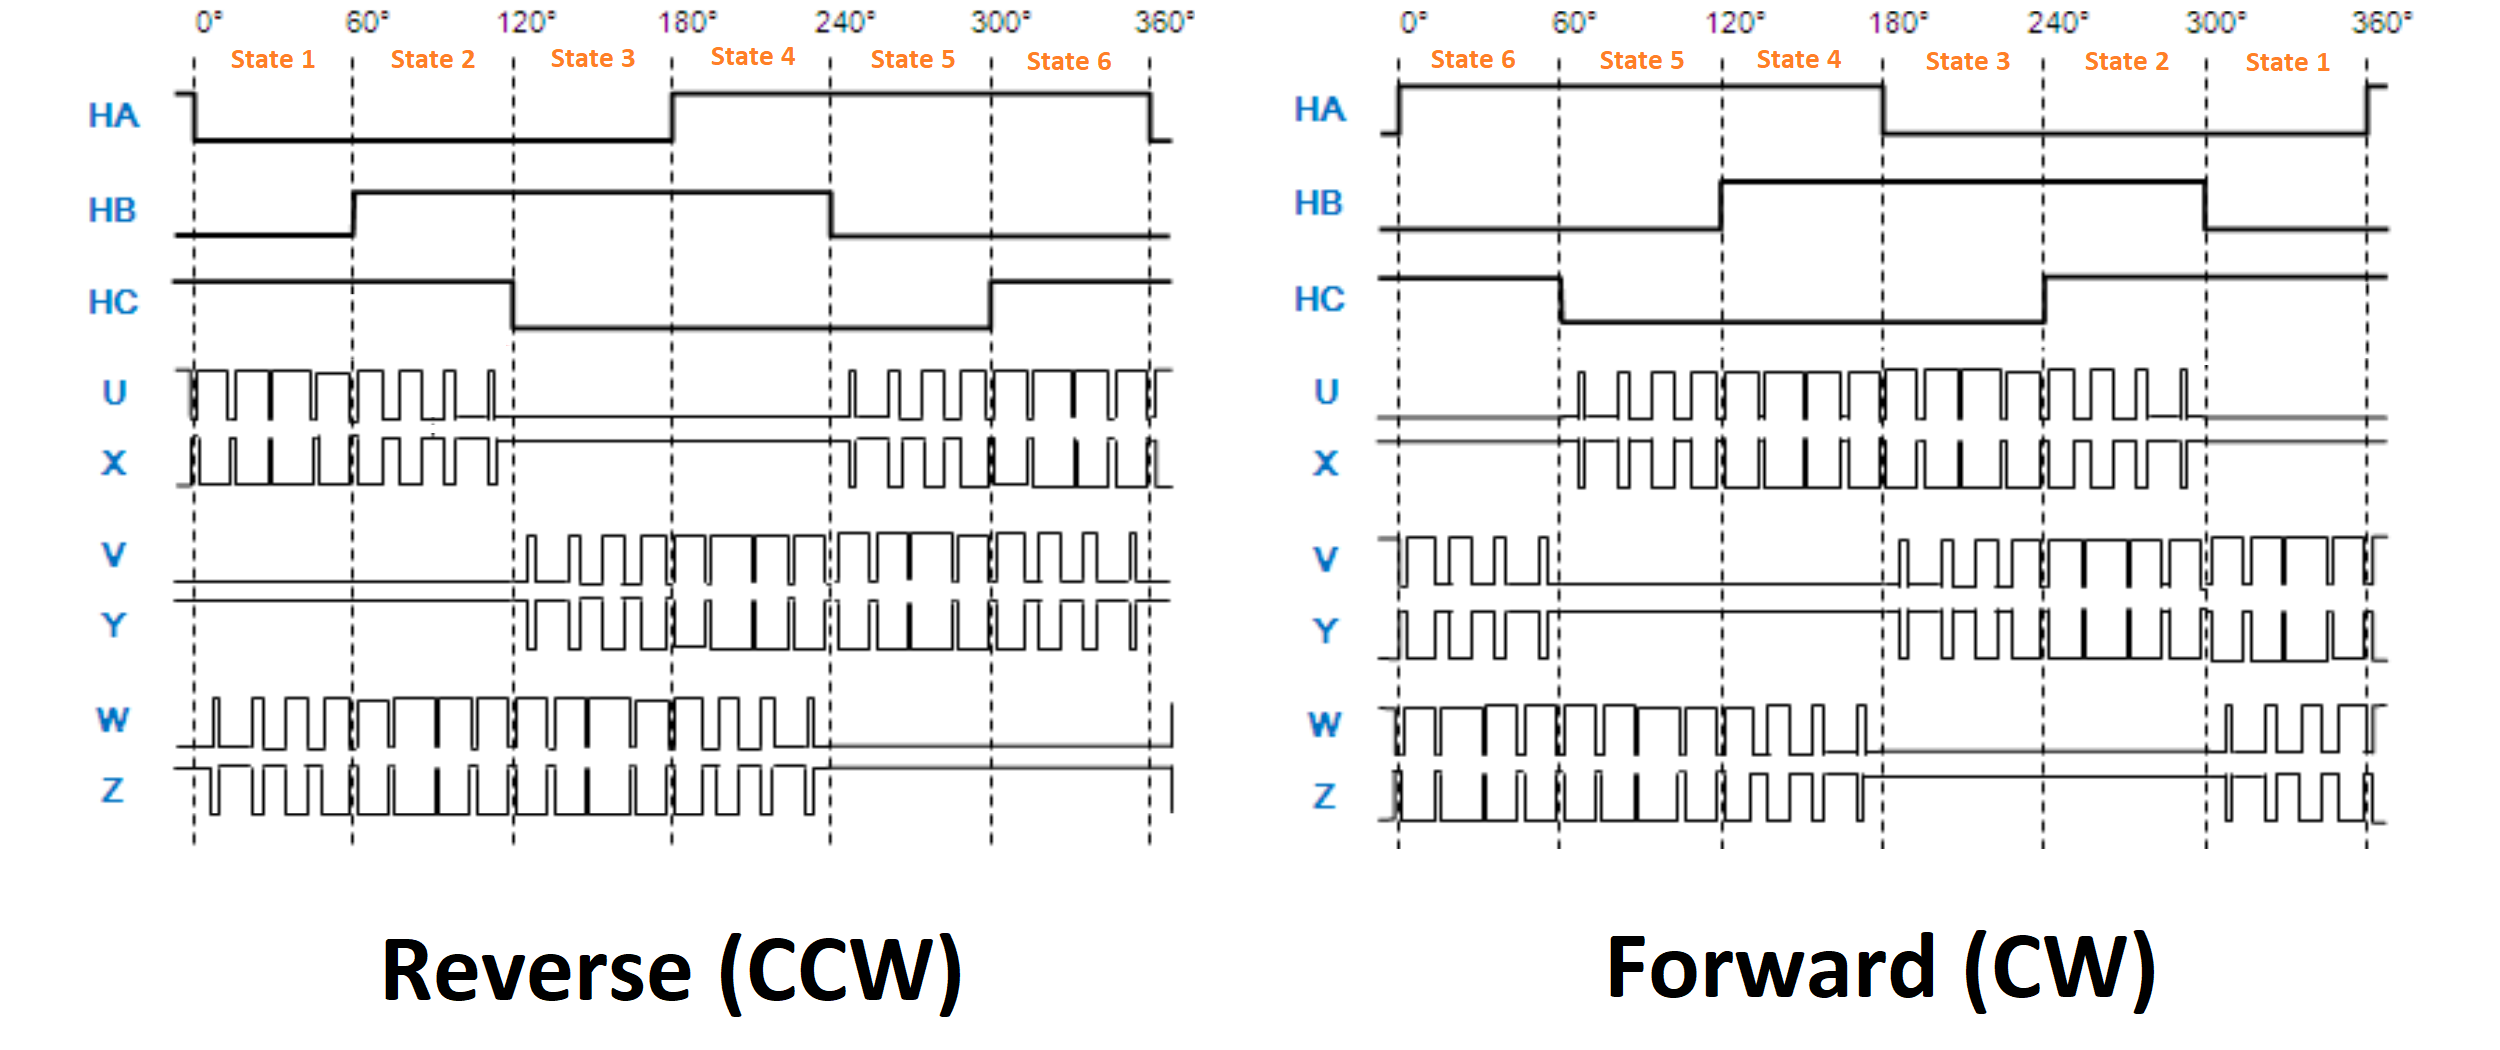 0° 60° 120° 180° 240° 300° 360°
State 1 State 2 State 3 State 4 State 5 State 6
HA
HB
HC
U
X
V
Y
W
Z
Reverse (CCW)
0° 60° 120° 180° 240° 300° 360°
State 6 State 5 State 4 State 3 State 2 State 1
HA
HB
HC
U
X
V
Y
W
Z
Forward (CW)